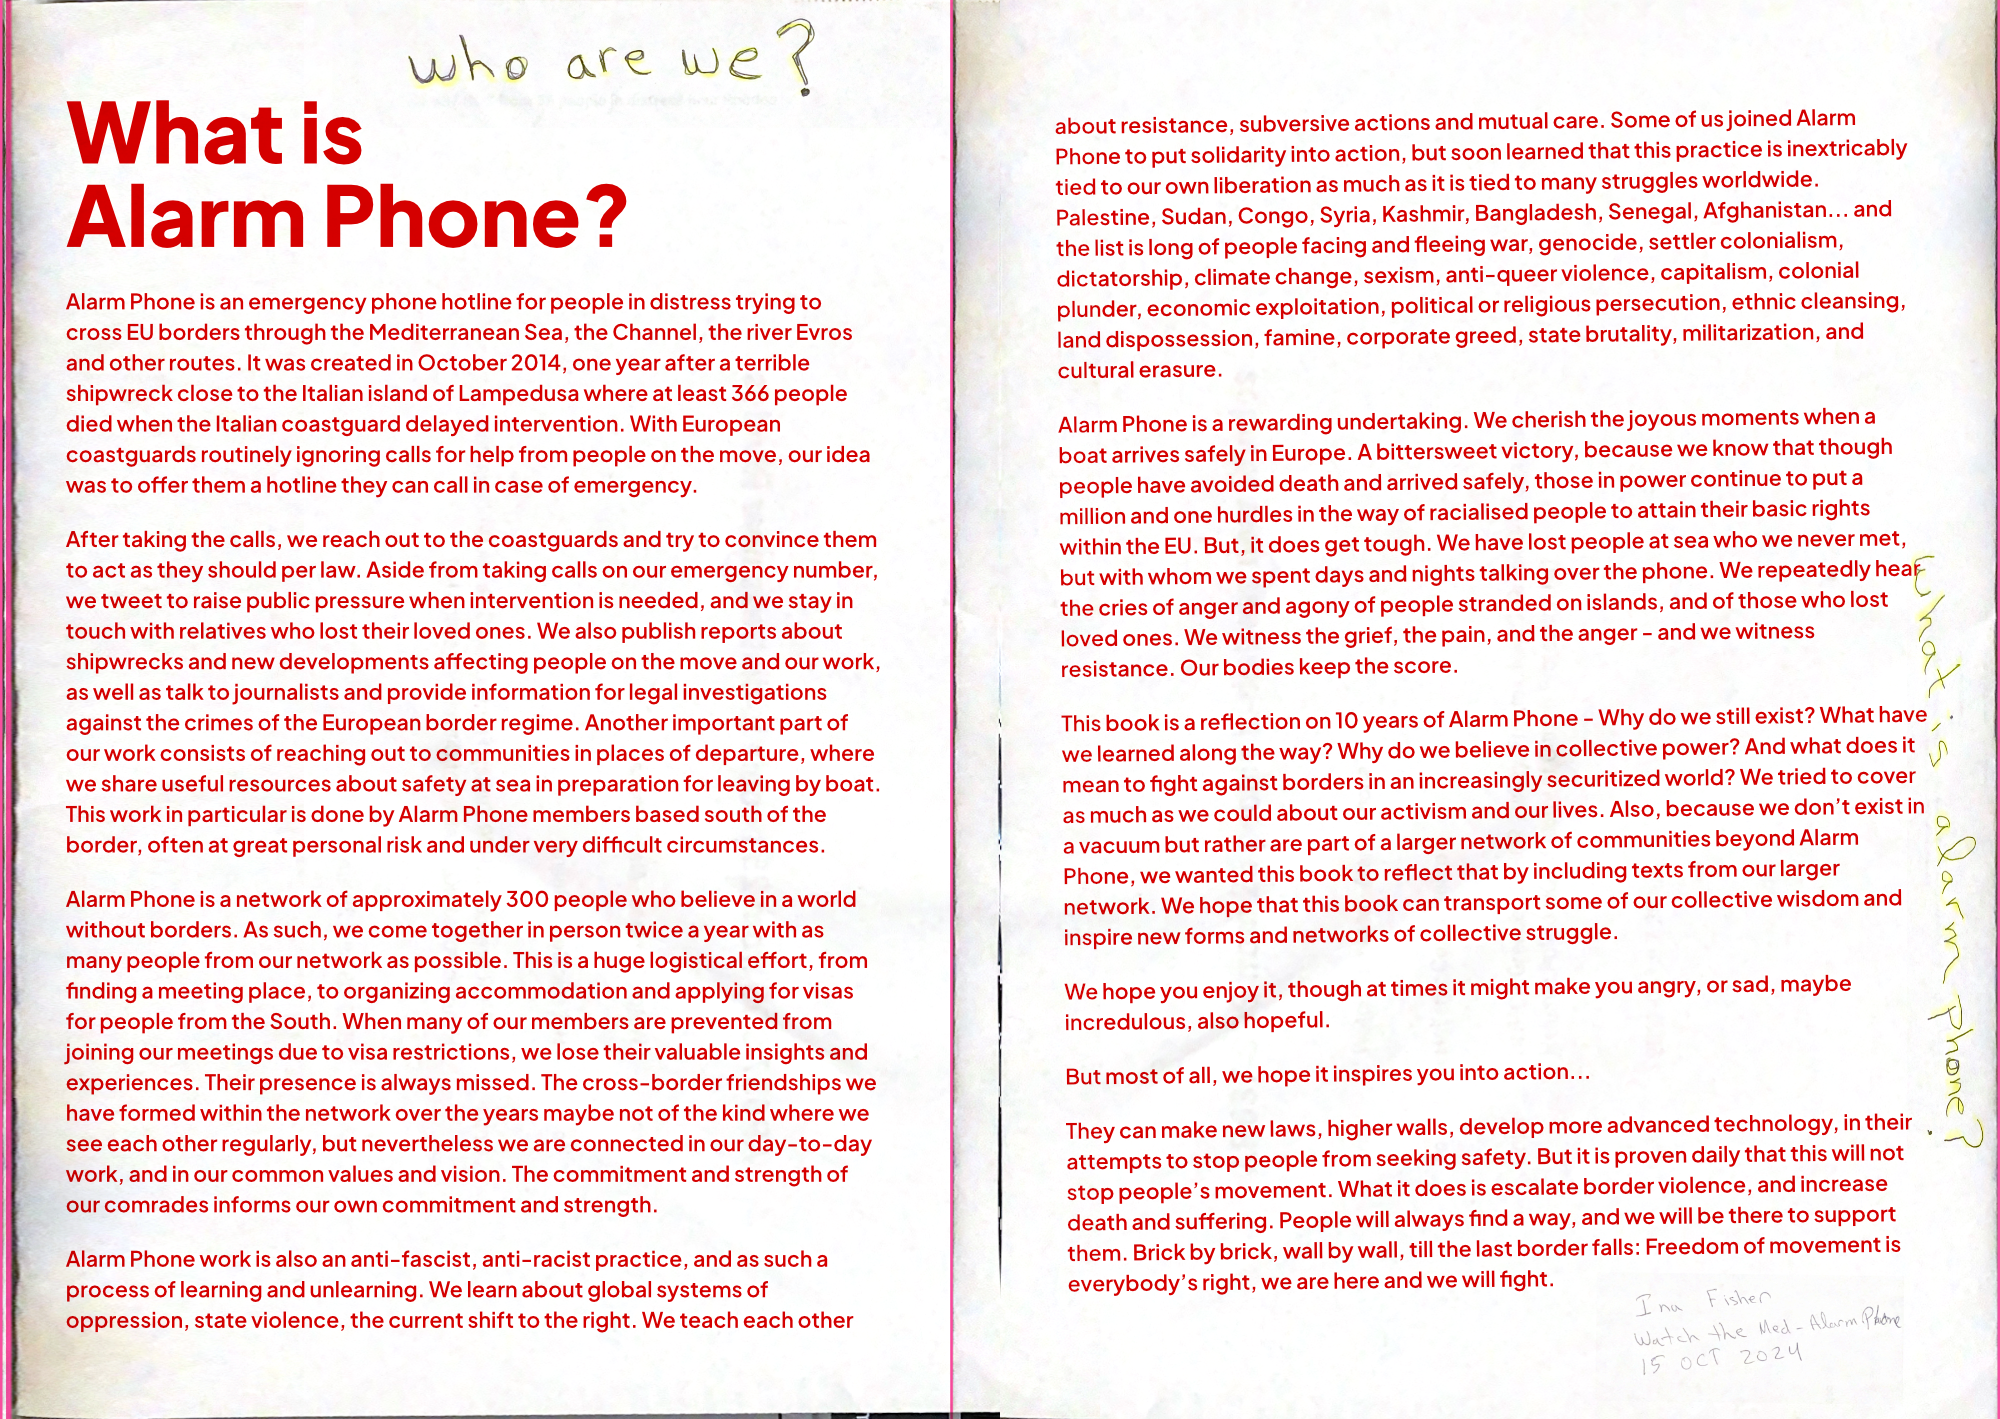 who are we?
What is
Alarm Phone?
Alarm Phone is an emergency phone hotline for people in distress trying to
cross EU borders through the Mediterranean Sea, the Channel, the river Evros
and other routes. It was created in October 2014, one year after a terrible
shipwreck close to the Italian island of Lampedusa where at least 366 people
died when the Italian coastguard delayed intervention. With European
coastguards routinely ignoring calls for help from people on the move, our idea
was to offer them a hotline they can call in case of emergency.
After taking the calls, we reach out to the coastguards and try to convince them
to act as they should per law. Aside from taking calls on our emergency number,
we tweet to raise public pressure when intervention is needed, and we stay in
touch with relatives who lost their loved ones. We also publish reports about
shipwrecks and new developments affecting people on the move and our work,
as well as talk to journalists and provide information for legal investigations
against the crimes of the European border regime. Another important part of
our work consists of reaching out to communities in places of departure, where
we share useful resources about safety at sea in preparation for leaving by boat.
This work in particular is done by Alarm Phone members based south of the
border, often at great personal risk and under very difficult circumstances.
Alarm Phone is a network of approximately 300 people who believe in a world
without borders. As such, we come together in person twice a year with as
many people from our network as possible. This is a huge logistical effort, from
finding a meeting place, to organizing accommodation and applying for visas
for people from the South. When many of our members are prevented from
joining our meetings due to visa restrictions, we lose their valuable insights and
experiences. Their presence is always missed. The cross-border friendships we
have formed within the network over the years maybe not of the kind where we
see each other regularly, but nevertheless we are connected in our day-to-day
work, and in our common values and vision. The commitment and strength of
our comrades informs our own commitment and strength.
Alarm Phone work is also an anti-fascist, anti-racist practice, and as such a
process of learning and unlearning. We learn about global systems of
oppression, state violence, the current shift to the right. We teach each other
about resistance, subversive actions and mutual care. Some of us joined Alarm
Phone to put solidarity into action, but soon learned that this practice is inextricably
tied to our own liberation as much as it is tied to many struggles worldwide.
Palestine, Sudan, Congo, Syria, Kashmir, Bangladesh, Senegal, Afghanistan... and
the list is long of people facing and fleeing war, genocide, settler colonialism,
dictatorship, climate change, sexism, anti-queer violence, capitalism, colonial
plunder, economic exploitation, political or religious persecution, ethnic cleansing,
land dispossession, famine, corporate greed, state brutality, militarization, and
cultural erasure.
Alarm Phone is a rewarding undertaking. We cherish the joyous moments when a
boat arrives safely in Europe. A bittersweet victory, because we know that though
people have avoided death and arrived safely, those in power continue to put a
million and one hurdles in the way of racialised people to attain their basic rights
within the EU. But, it does get tough. We have lost people at sea who we never met,
but with whom we spent days and nights talking over the phone. We repeatedly hear
the cries of anger and agony of people stranded on islands, and of those who lost
loved ones. We witness the grief, the pain, and the anger – and we witness
resistance. Our bodies keep the score.
This book is a reflection on 10 years of Alarm Phone – Why do we still exist? What have
we learned along the way? Why do we believe in collective power? And what does it
mean to fight against borders in an increasingly securitized world? We tried to cover
as much as we could about our activism and our lives. Also, because we don't exist in
a vacuum but rather are part of a larger network of communities beyond Alarm
Phone, we wanted this book to reflect that by including texts from our larger
network. We hope that this book can transport some of our collective wisdom and
inspire new forms and networks of collective struggle.
We hope you enjoy it, though at times it might make you angry, or sad, maybe
incredulous, also hopeful.
But most of all, we hope it inspires you into action...
They can make new laws, higher walls, develop more advanced technology, in their
attempts to stop people from seeking safety. But it is proven daily that this will not
stop people's movement. What it does is escalate border violence, and increase
death and suffering. People will always find a way, and we will be there to support
them. Brick by brick, wall by wall, till the last border falls: Freedom of movement is
everybody's right, we are here and we will fight.
what is alarm phone?
Ina Fisher
Watch the Med - Alarm Phone
15 OCT 2024